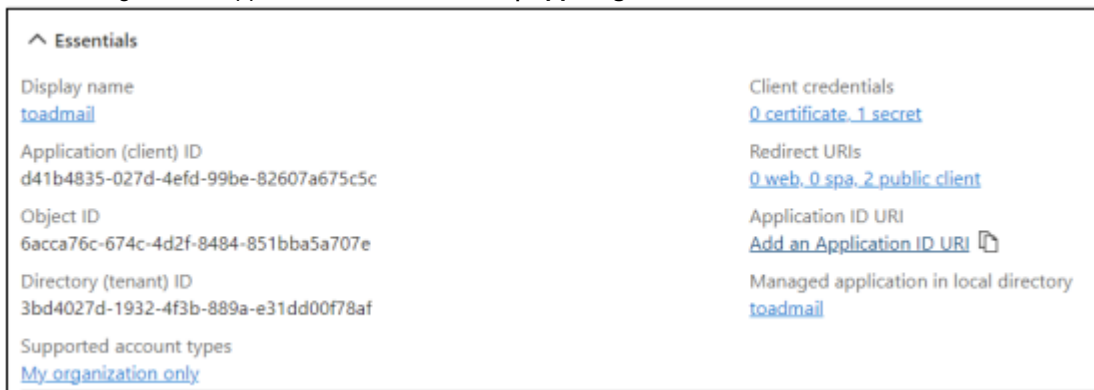 Essentials
Display name
toadmail
Application (client) ID
d41b4835-027d-4efd-99be-82607a675c5c
Object ID
6acca76c-674c-4d2f-8484-851bba5a707e
Directory (tenant) ID
3bd4027d-1932-4f3b-889a-e31dd00f78af
Supported account types
My organization only
Client credentials
0 certificate, 1 secret
Redirect URIs
0 web, 0 spa, 2 public client
Application ID URI
Add an Application ID URI
Managed application in local directory
toadmail